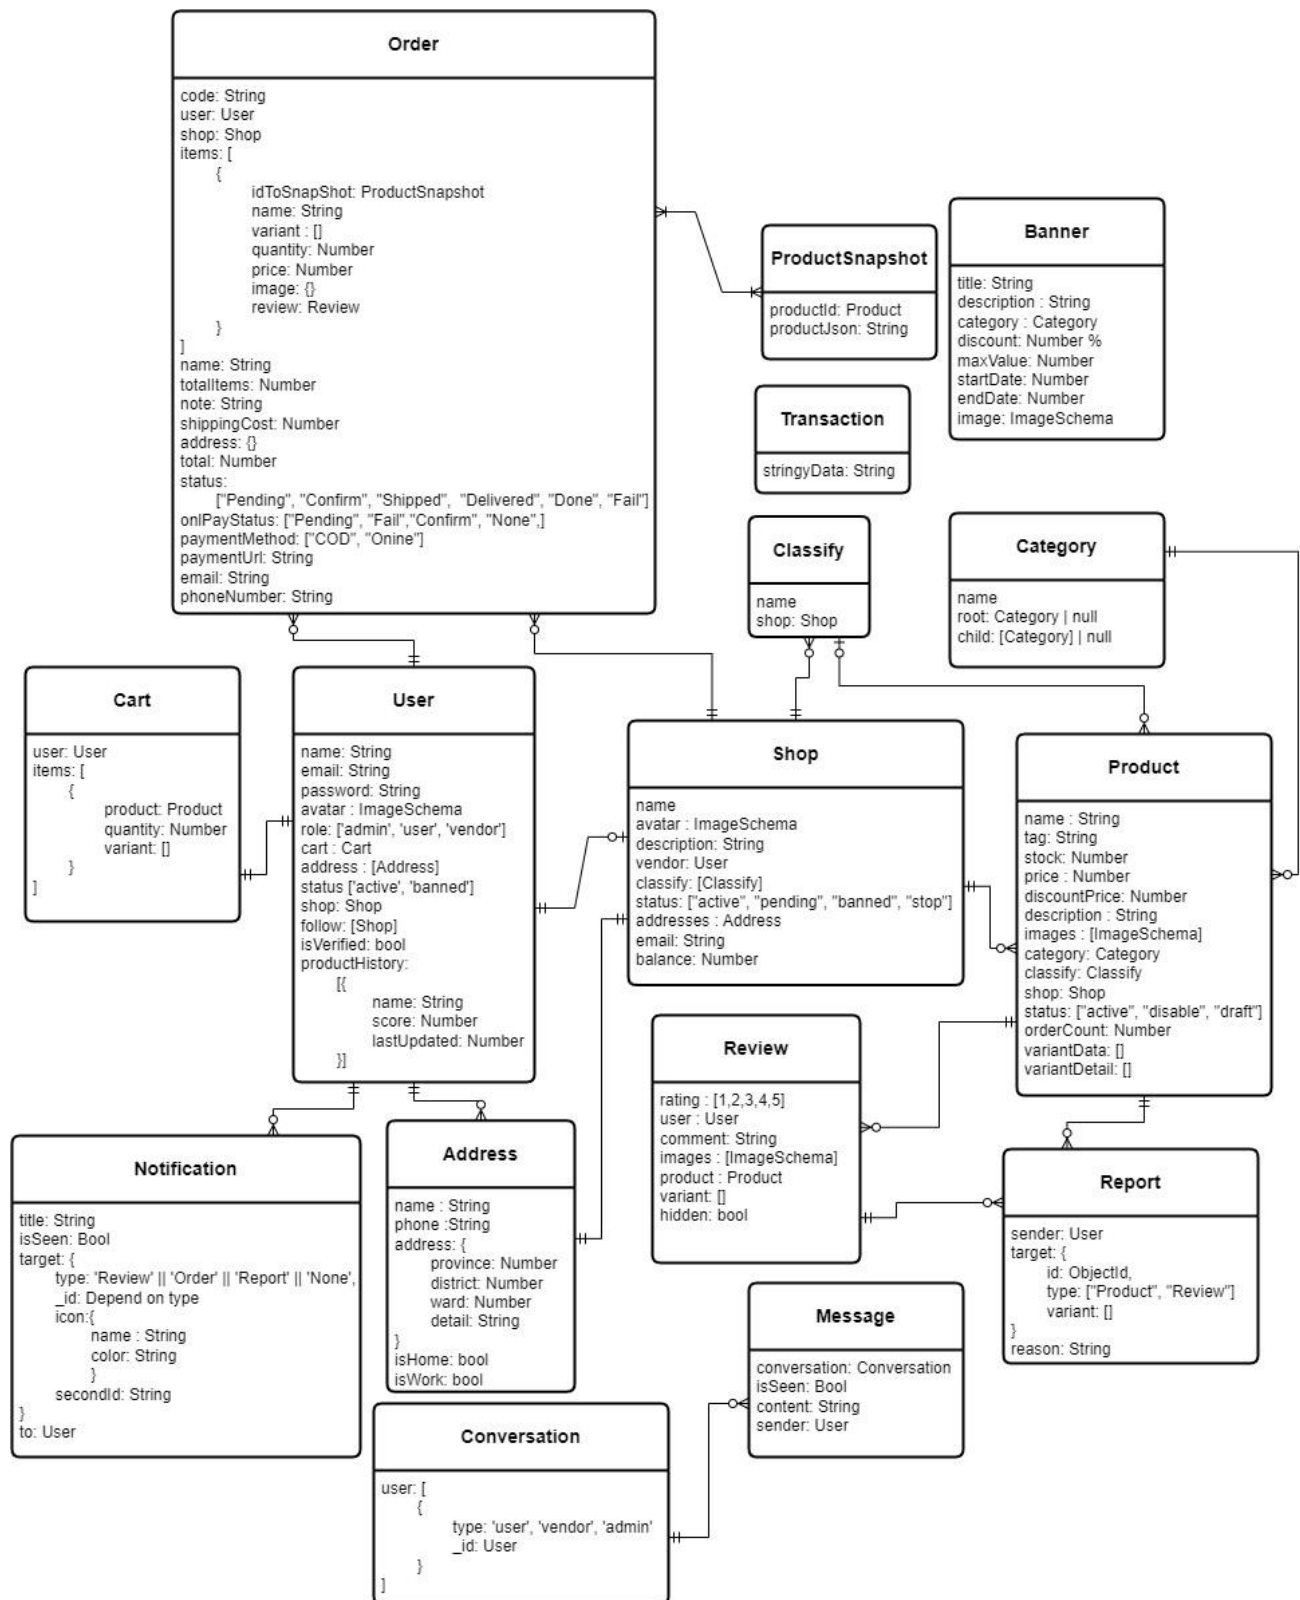 Order
code: String
user: User
shop: Shop
items: [
{
idToSnapShot: ProductSnapshot
name: String
variant : []
quantity: Number
price: Number
image: {}
review: Review
}
]
name: String
totalItems: Number
note: String
shippingCost: Number
address: {}
total: Number
status:
["Pending", "Confirm", "Shipped", "Delivered", "Done", "Fail"]
onlPayStatus: ["Pending", "Fail","Confirm", "None",]
paymentMethod: ["COD", "Onine"]
paymentUrl: String
email: String
phoneNumber: String
ProductSnapshot
productId: Product
productJson: String
Banner
title: String
description : String
category : Category
discount: Number %
maxValue: Number
startDate: Number
endDate: Number
image: ImageSchema
Transaction
stringyData: String
Classify
name
shop: Shop
Category
name
root: Category | null
child: [Category] | null
Cart
user: User
items: [
{
product: Product
quantity: Number
variant: []
}
]
User
name: String
email: String
password: String
avatar : ImageSchema
role: ['admin', 'user', 'vendor']
cart : Cart
address : [Address]
status ['active', 'banned']
shop: Shop
follow: [Shop]
isVerified: bool
productHistory:
[{
name: String
score: Number
lastUpdated: Number
}]
Shop
name
avatar : ImageSchema
description: String
vendor: User
classify: [Classify]
status: ["active", "pending", "banned", "stop"]
addresses : Address
email: String
balance: Number
Product
name : String
tag: String
stock: Number
price : Number
discountPrice: Number
description : String
images : [ImageSchema]
category: Category
classify: Classify
shop: Shop
status: ["active", "disable", "draft"]
orderCount: Number
variantData: []
variantDetail: []
Review
rating : [1,2,3,4,5]
user : User
comment: String
images : [ImageSchema]
product : Product
variant: []
hidden: bool
Notification
title: String
isSeen: Bool
target: {
type: 'Review' || 'Order' || 'Report' || 'None',
_id: Depend on type
icon:{
name : String
color: String
}
secondId: String
}
to: User
Address
name : String
phone :String
address: {
province: Number
district: Number
ward: Number
detail: String
}
isHome: bool
isWork: bool
Report
sender: User
target: {
id: ObjectId,
type: ["Product", "Review"]
variant: []
}
reason: String
Message
conversation: Conversation
isSeen: Bool
content: String
sender: User
Conversation
user: [
{
type: 'user', 'vendor', 'admin'
_id: User
}
]